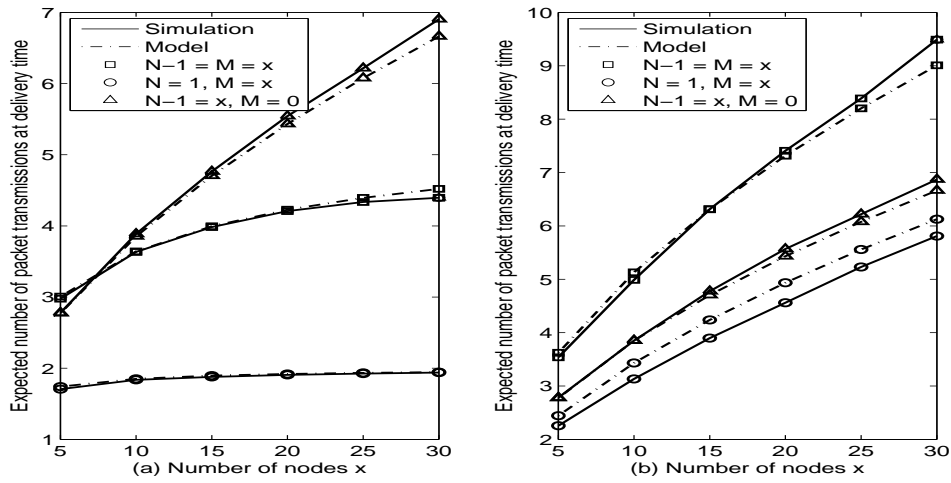 Expected number of packet transmissions at delivery time
7
6
5
4
3
2
1
Simulation
Model
N−1 = M = x
N = 1, M = x
N−1 = x, M = 0
5 10 15 20 25 30
(a) Number of nodes x
Expected number of packet transmissions at delivery time
10
9
8
7
6
5
4
3
2
Simulation
Model
N−1 = M = x
N = 1, M = x
N−1 = x, M = 0
5 10 15 20 25 30
(b) Number of nodes x